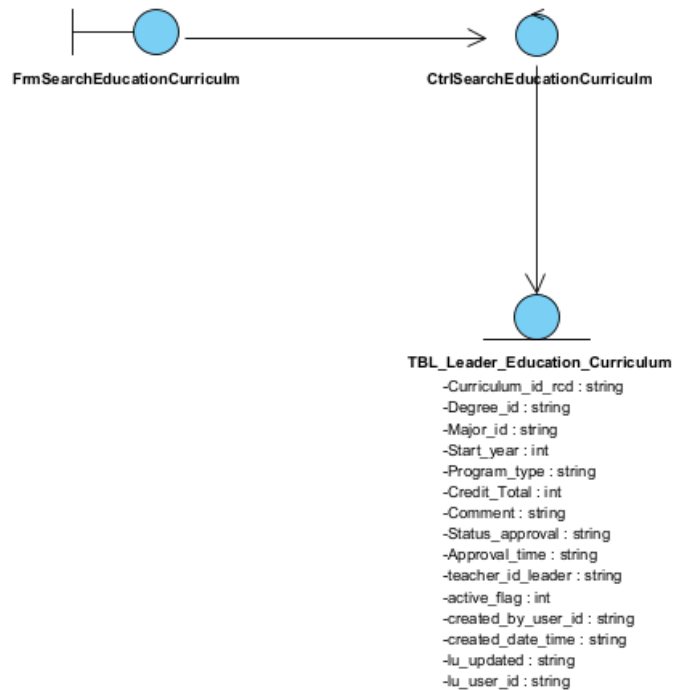 FrmSearchEducationCurriculm
CtrlSearchEducationCurriculm
TBL_Leader_Education_Curriculum
-Curriculum_id_rcd : string
-Degree_id : string
-Major_id : string
-Start_year : int
-Program_type : string
-Credit_Total : int
-Comment : string
-Status_approval : string
-Approval_time : string
-teacher_id_leader : string
-active_flag : int
-created_by_user_id : string
-created_date_time : string
-lu_updated : string
-lu_user_id : string